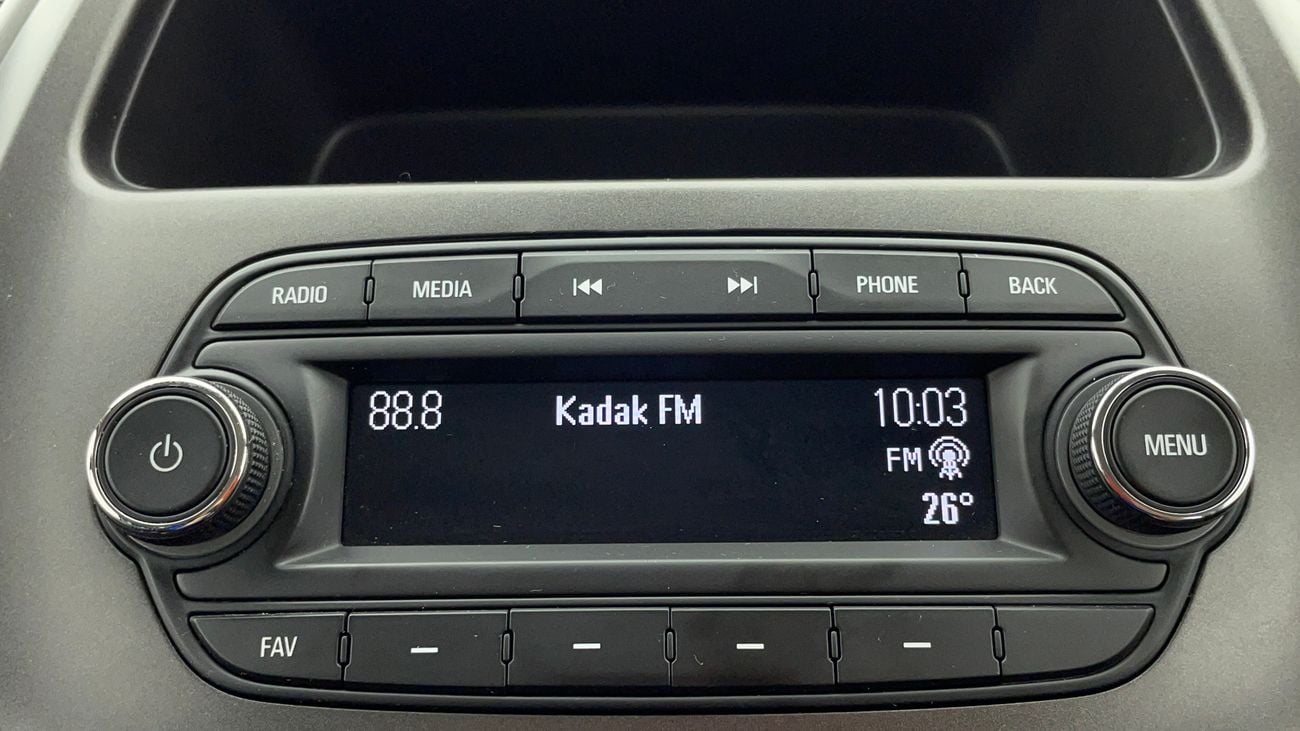 RADIO MEDIA PHONE BACK
88.8 Kadak FM 10:03
FM
26°
MENU
FAV